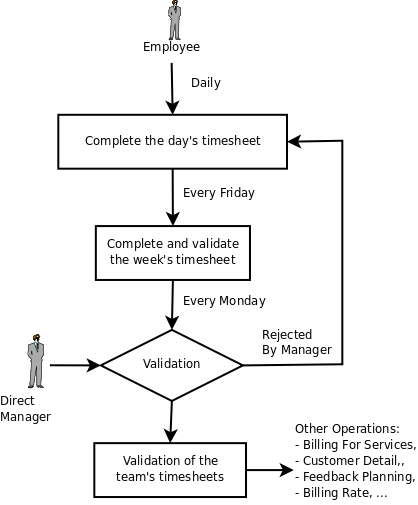 Employee
Daily
Complete the day's timesheet
Every Friday
Complete and validate
the week's timesheet
Every Monday
Rejected
By Manager
Validation
Direct
Manager
Validation of the
team's timesheets
Other Operations:
- Billing For Services,
- Customer Detail,,
- Feedback Planning,
- Billing Rate, ...